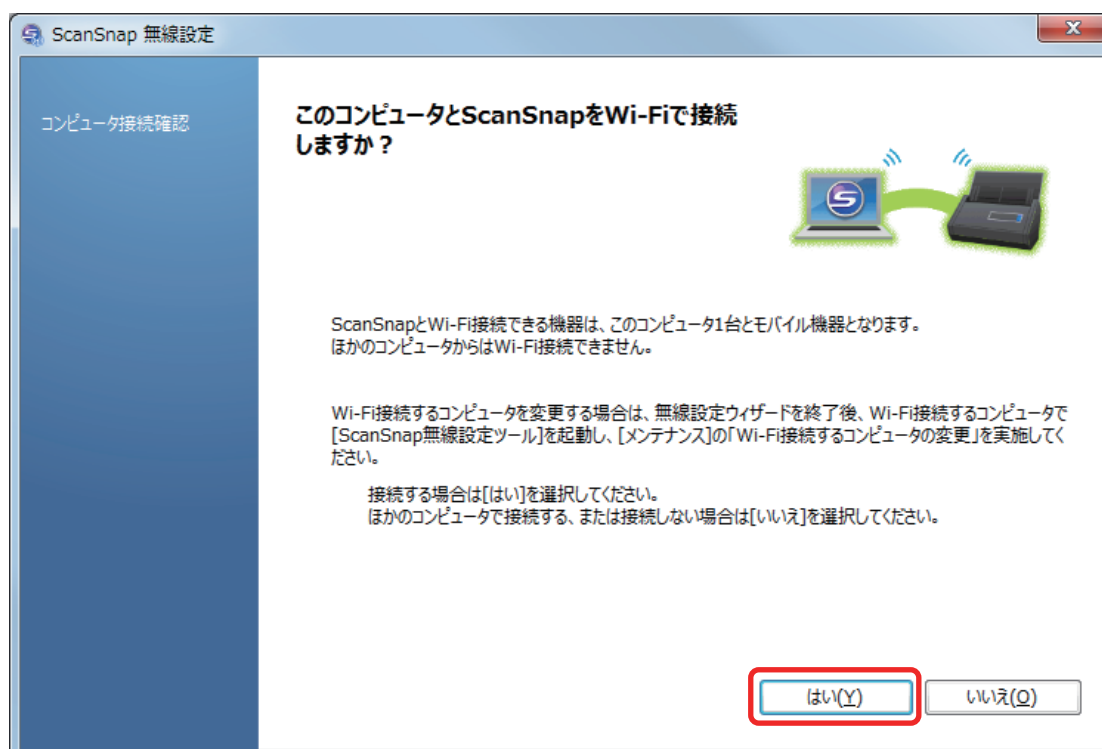 ScanSnap 無線設定
コンピュータ接続確認
このコンピュータとScanSnapをWi-Fiで接続
しますか？
ScanSnapとWi-Fi接続できる機器は、このコンピュータ1台とモバイル機器となります。
ほかのコンピュータからはWi-Fi接続できません。
Wi-Fi接続するコンピュータを変更する場合は、無線設定ウィザードを終了後、Wi-Fi接続するコンピュータで
[ScanSnap無線設定ツール]を起動し、[メンテナンス]の「Wi-Fi接続するコンピュータの変更」を実施してく
ださい。
接続する場合は[はい]を選択してください。
ほかのコンピュータで接続する、または接続しない場合は[いいえ]を選択してください。
はい(Y)
いいえ(O)